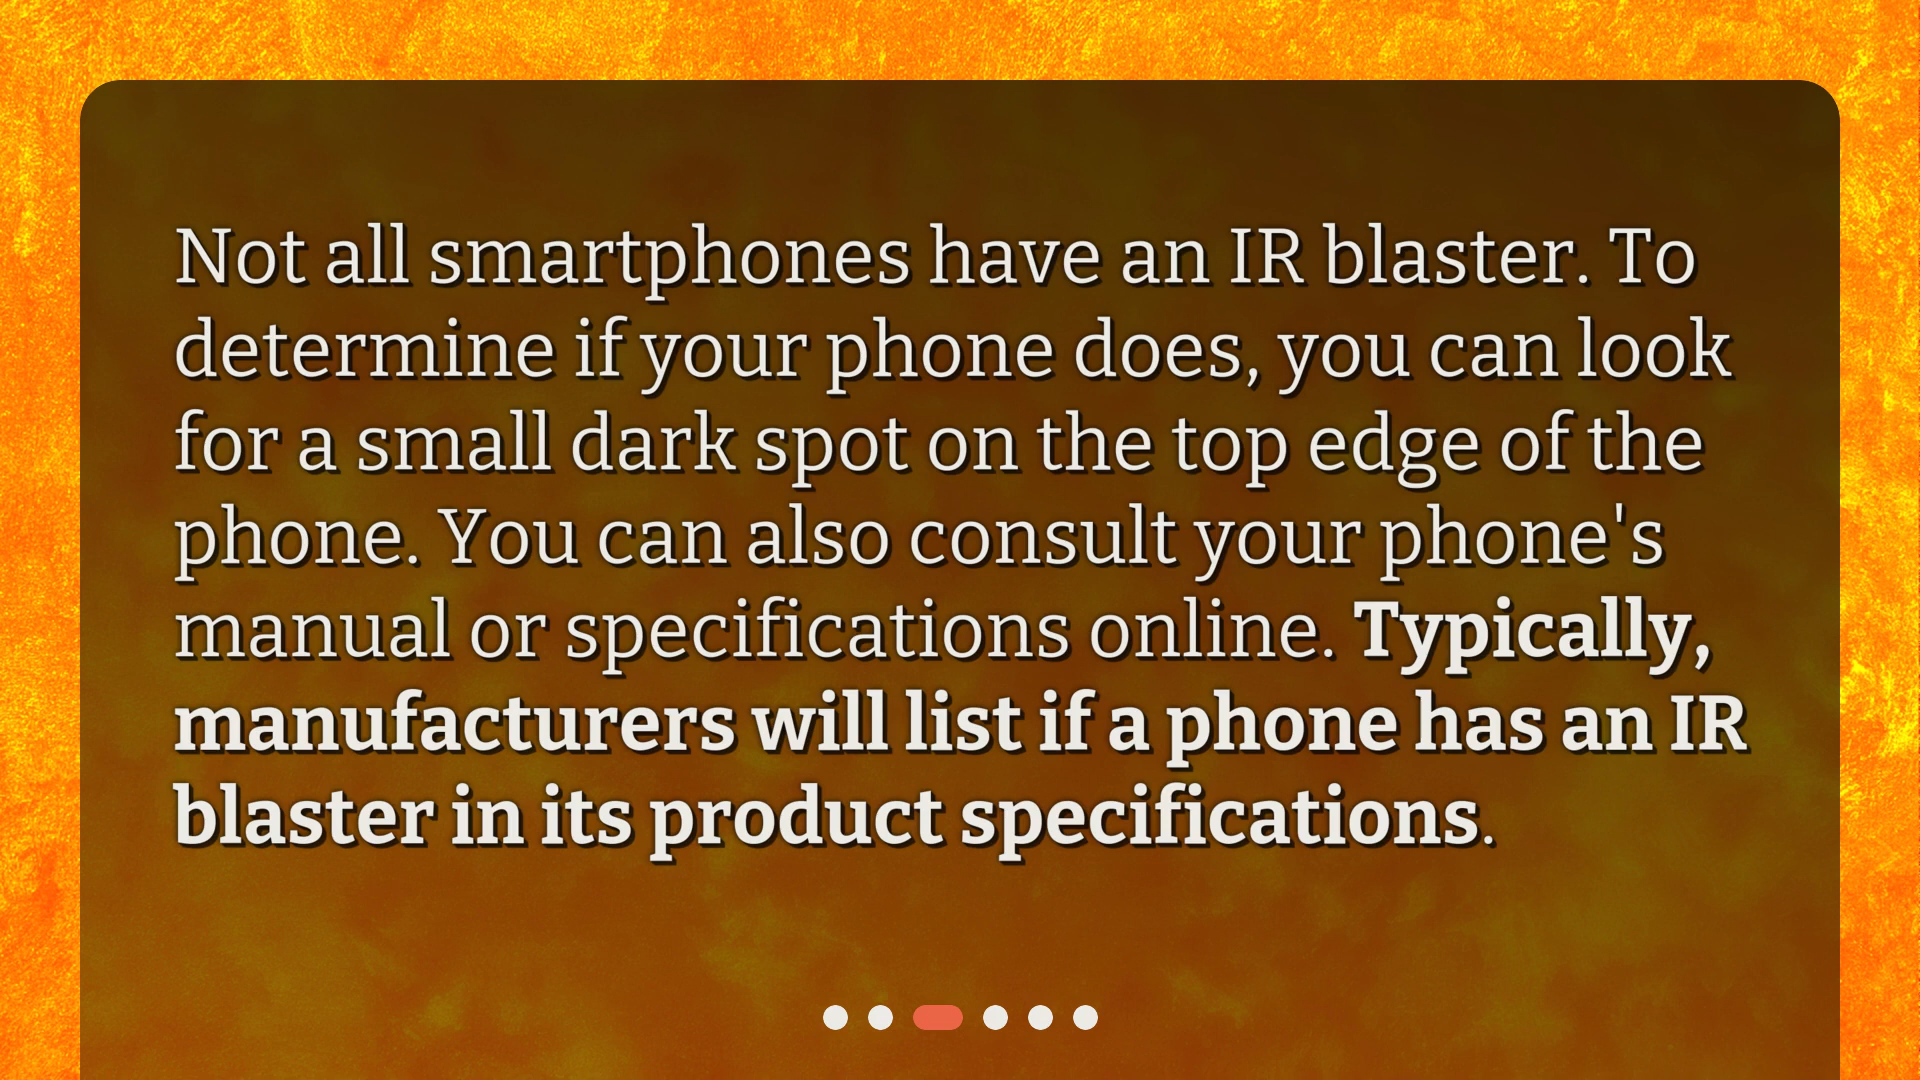 Not all smartphones have an IR blaster. To
determine if your phone does, you can look
for a small dark spot on the top edge of the
phone. You can also consult your phone's
manual or specifications online. Typically,
manufacturers will list if a phone has an IR
blaster in its product specifications.